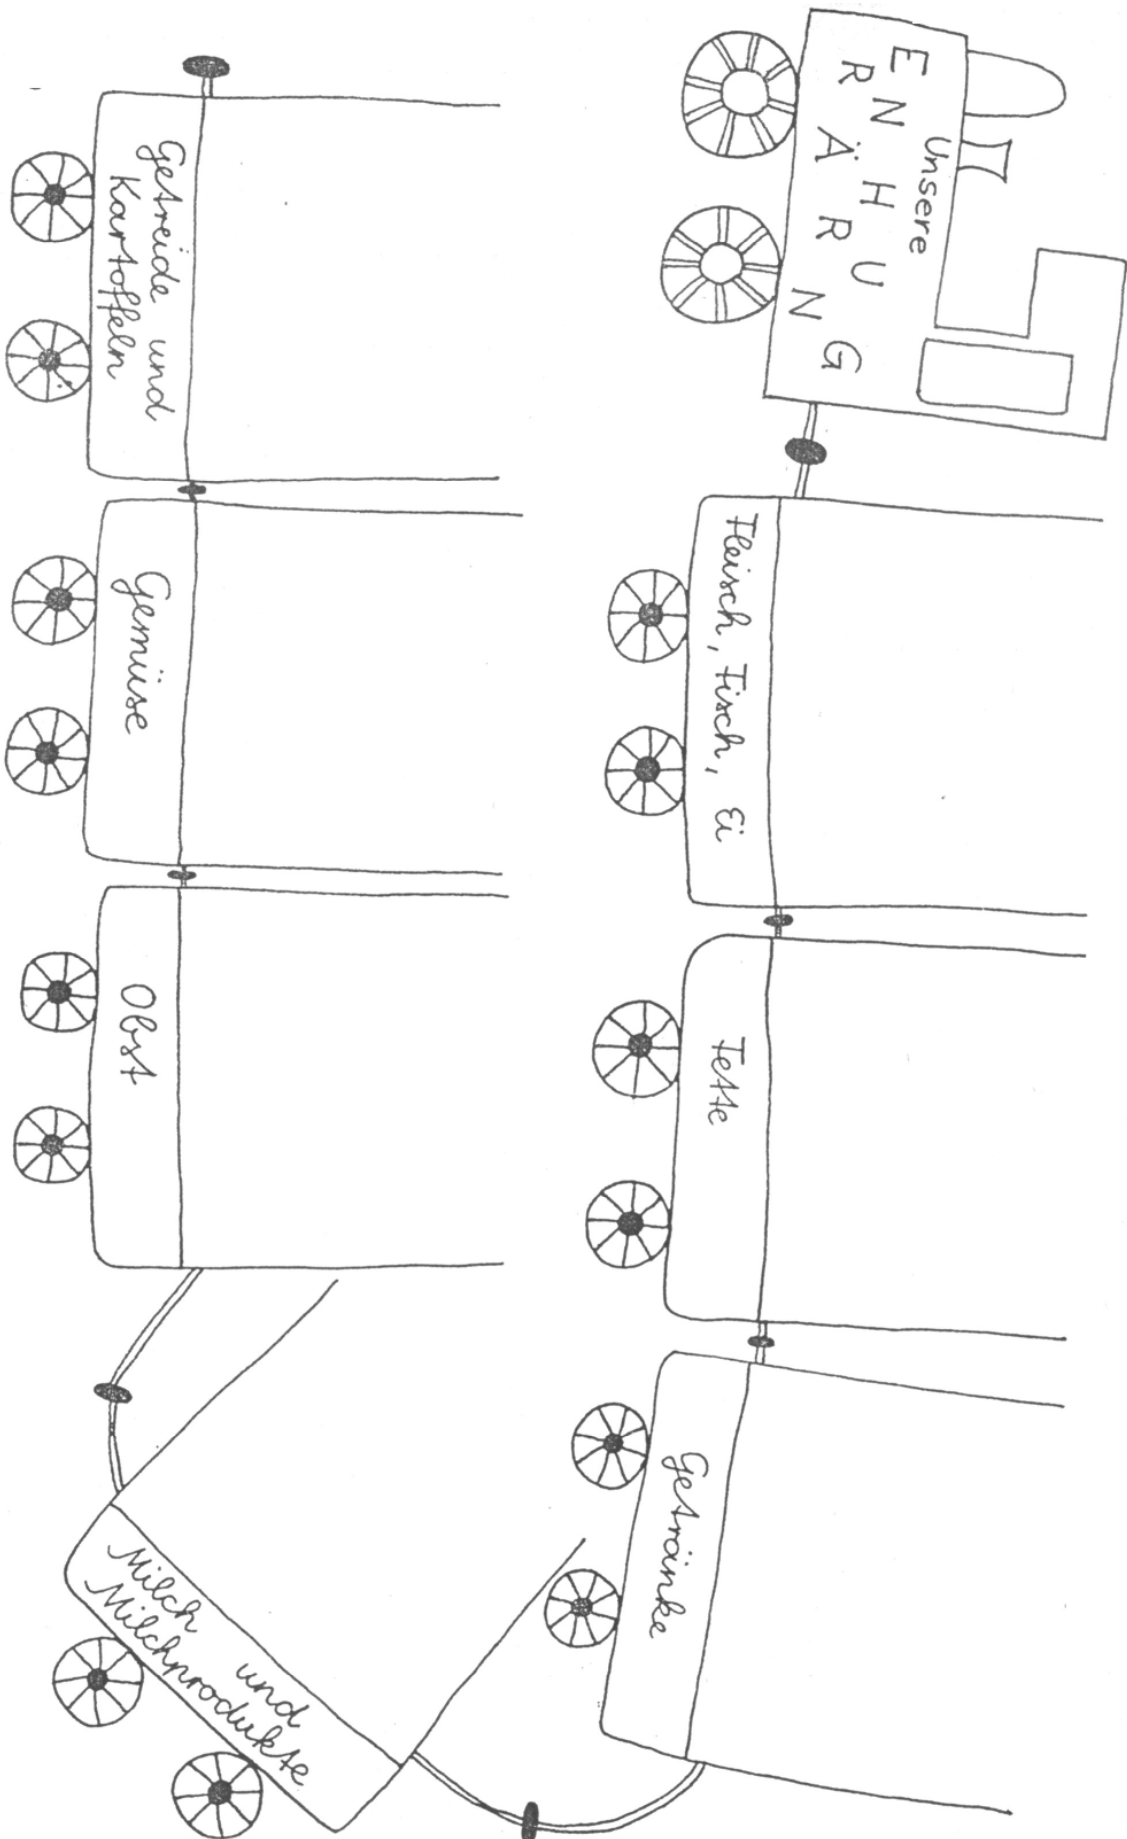 Unsere
ERNÄHRUNG
Fleisch, Fisch, Ei
Fette
Getränke
Milch und
Milchprodukte
Obst
Gemüse
Getreide und
Kartoffeln